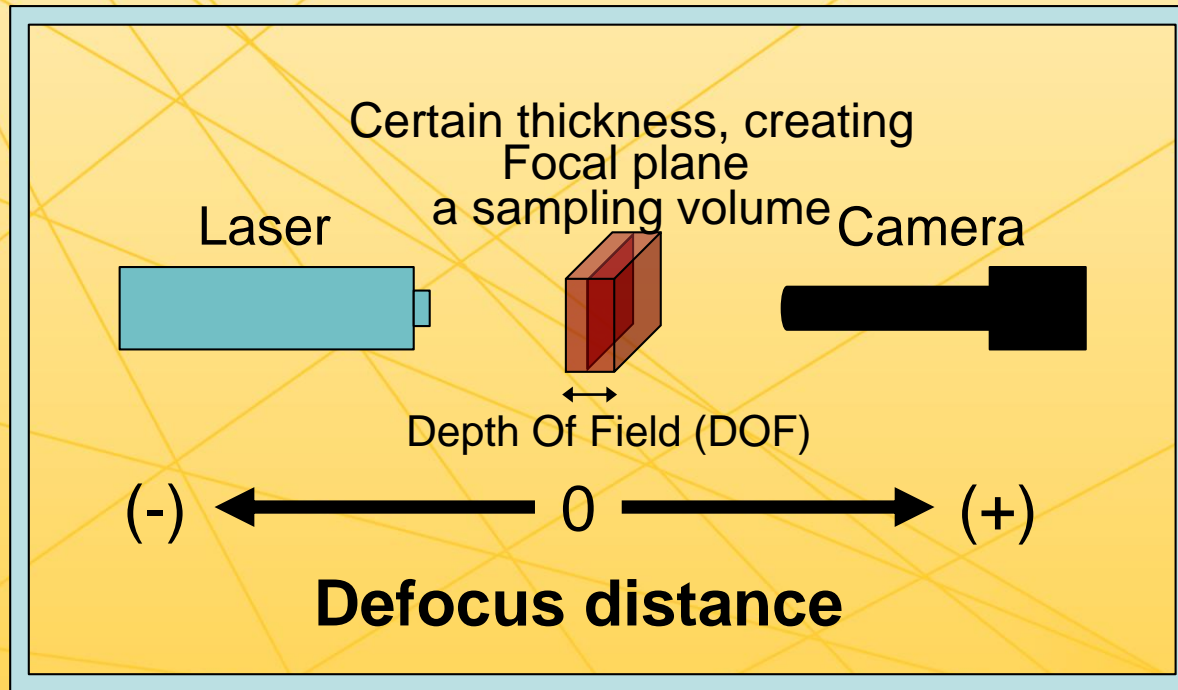 Certain thickness, creating
Focal plane
a sampling volume
Laser
Camera
Depth Of Field (DOF)
(-) 0 (+)
Defocus distance